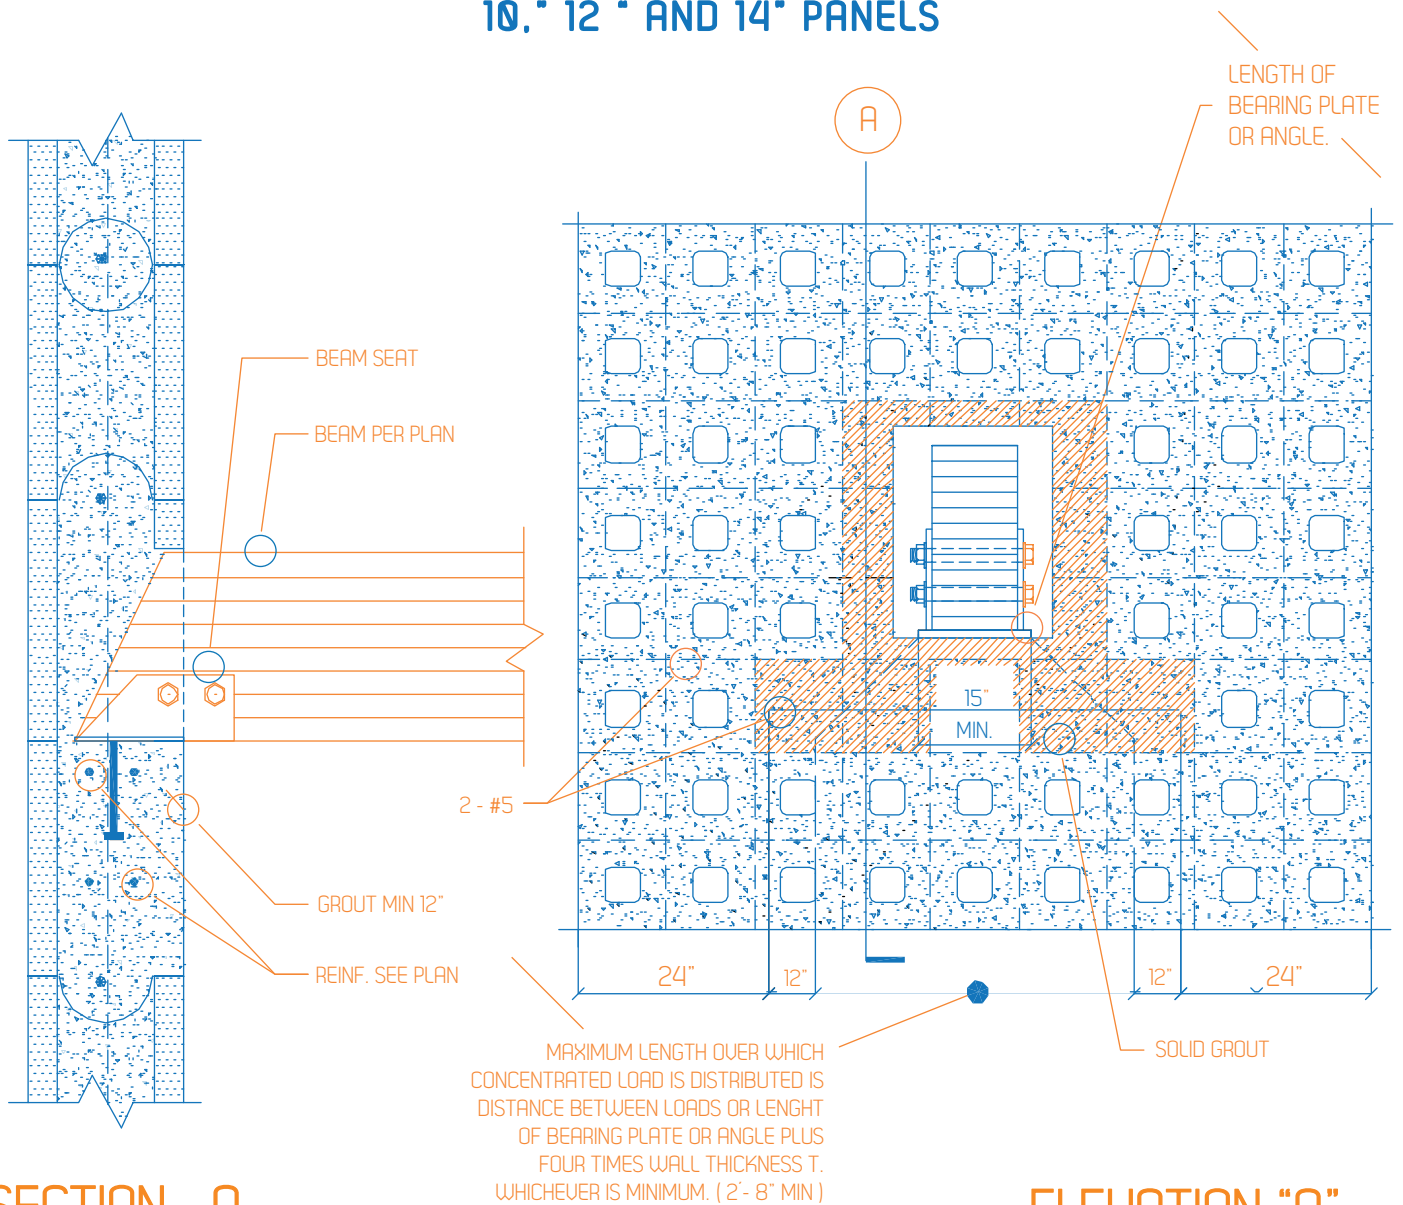 10," 12 " AND 14" PANELS
A
LENGTH OF
BEARING PLATE
OR ANGLE.
BEAM SEAT
BEAM PER PLAN
15"
MIN.
2 - #5
GROUT MIN 12"
REINF. SEE PLAN
24"
12"
12"
24"
SOLID GROUT
MAXIMUM LENGTH OVER WHICH
CONCENTRATED LOAD IS DISTRIBUTED IS
DISTANCE BETWEEN LOADS OR LENGHT
OF BEARING PLATE OR ANGLE PLUS
FOUR TIMES WALL THICKNESS T.
WHICHEVER IS MINIMUM. ( 2'- 8" MIN )
SECTION
ELEVATION